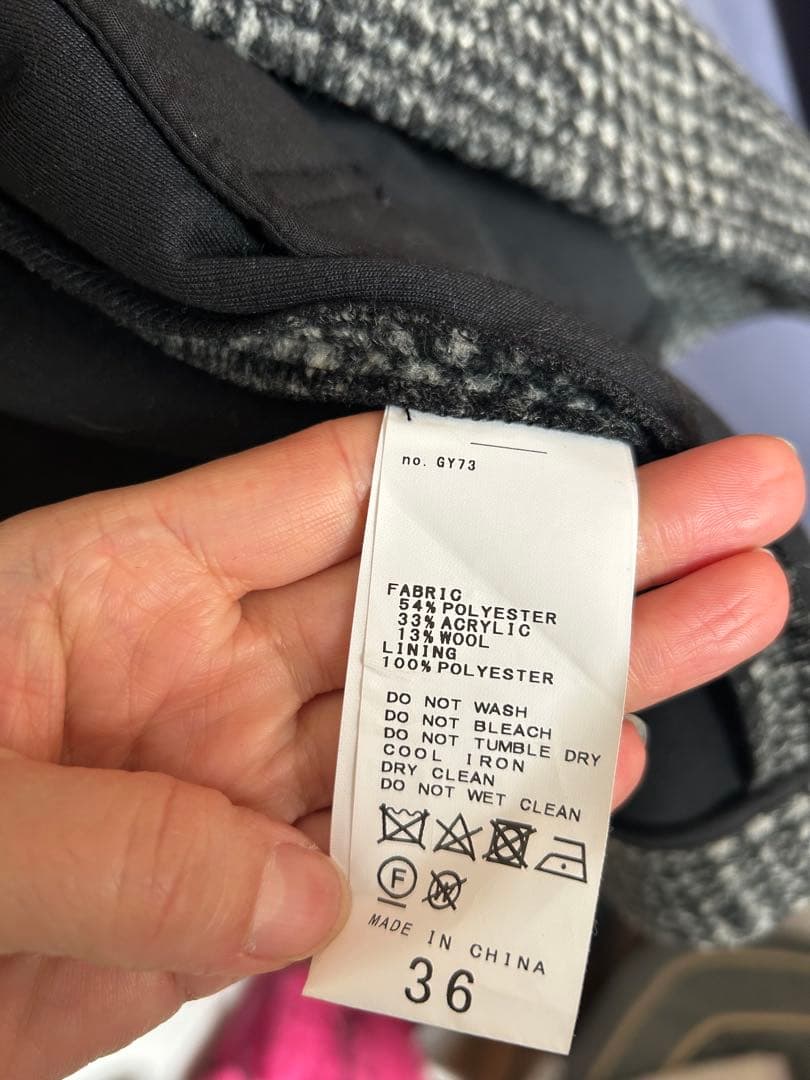 no. GY73
FABRIC
54% POLYESTER
33% ACRYLIC
13% WOOL
LINING
100% POLYESTER
DO NOT WASH
DO NOT BLEACH
DO NOT TUMBLE DRY
COOL IRON
DRY CLEAN
DO NOT WET CLEAN
F W
MADE IN CHINA
36